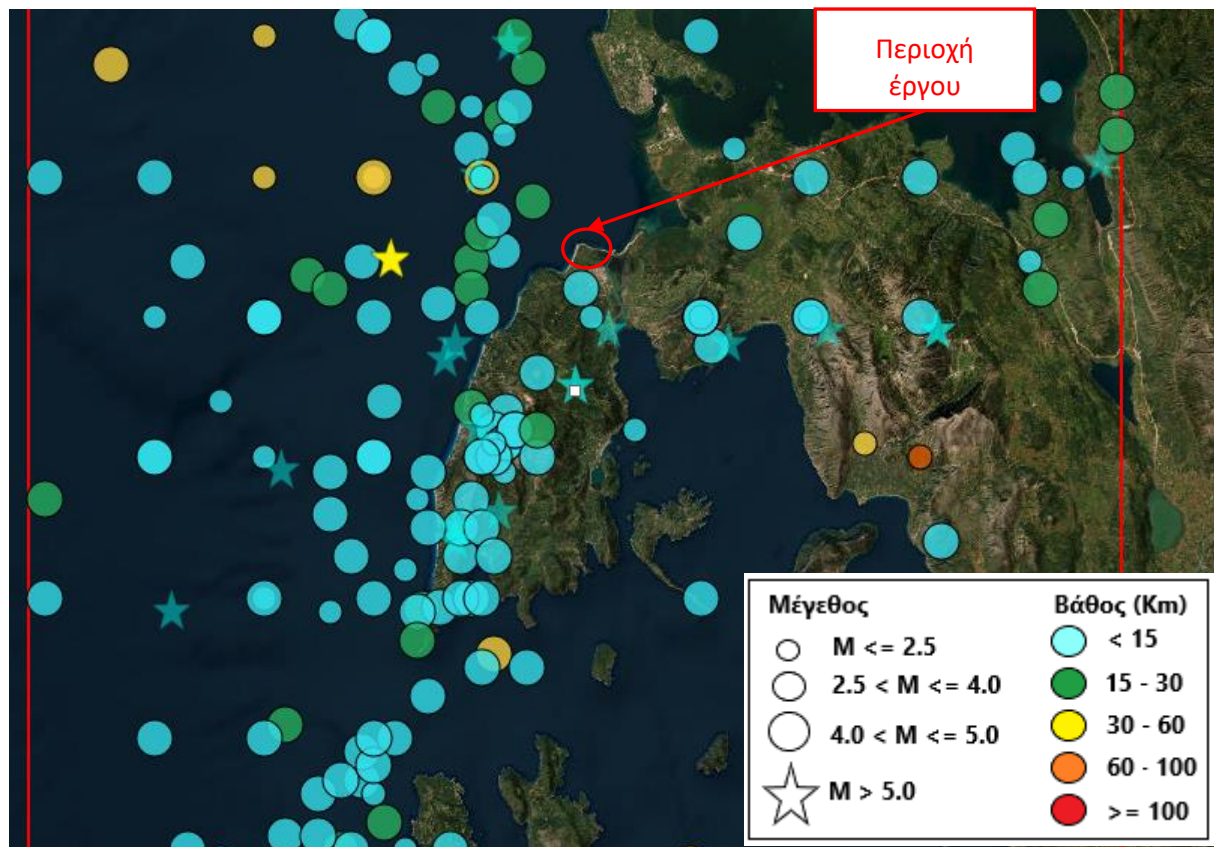 Περιοχή
έργου
Μέγεθος
M <= 2.5
2.5 < M <= 4.0
4.0 < M <= 5.0
M > 5.0
Βάθος (Km)
< 15
15 - 30
30 - 60
60 - 100
>= 100